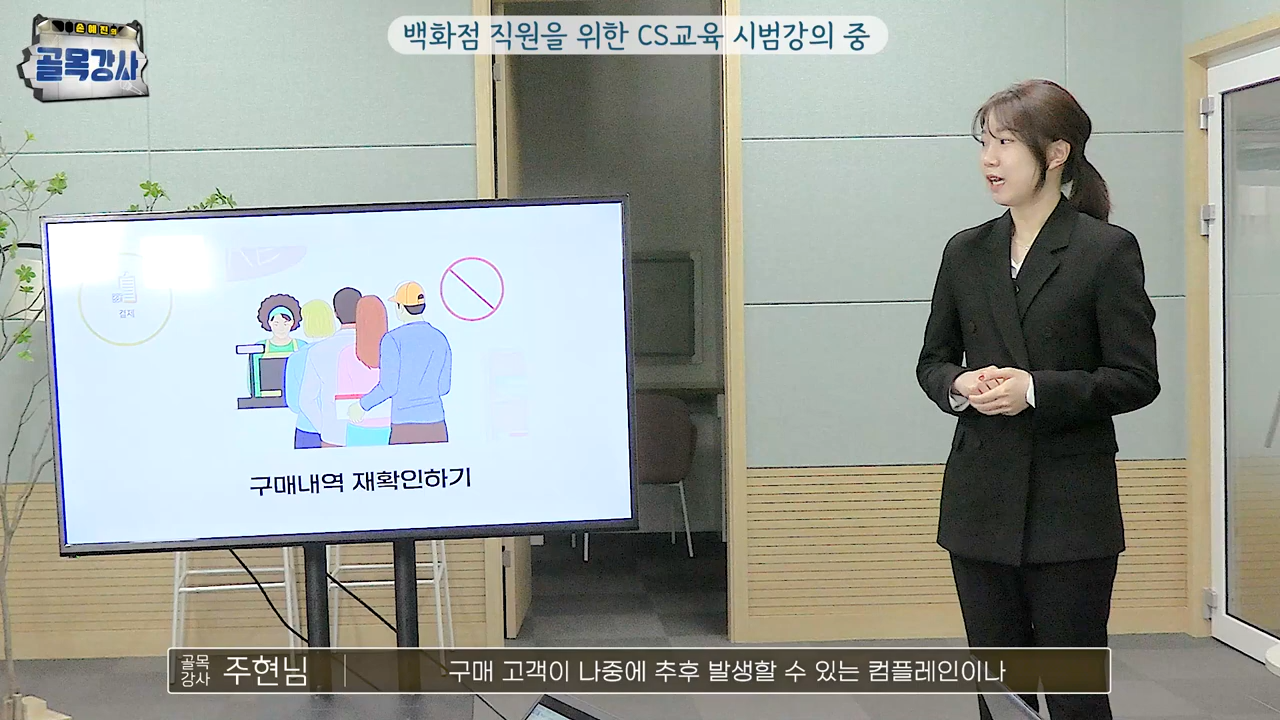 손예진의
골목강사
백화점 직원을 위한 CS교육 시범강의 중
결제
구매내역 재확인하기
골목
강사
주현님
구매 고객이 나중에 추후 발생할 수 있는 컴플레인이나